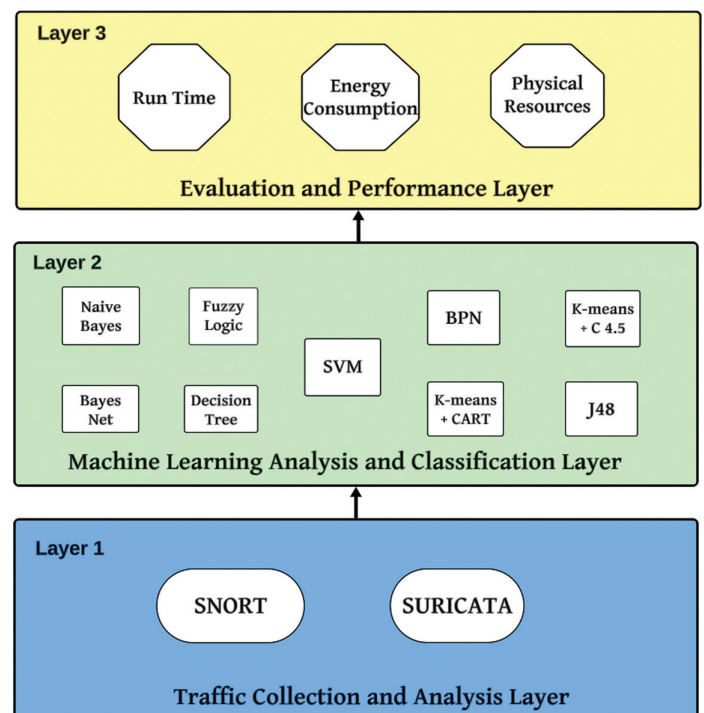 Layer 3
Run Time
Energy
Consumption
Physical
Resources
Evaluation and Performance Layer
Layer 2
Naive
Bayes
Fuzzy
Logic
SVM
BPN
K-means
+ C 4.5
Bayes
Net
Decision
Tree
K-means
+ CART
J48
Machine Learning Analysis and Classification Layer
Layer 1
SNORT
SURICATA
Traffic Collection and Analysis Layer